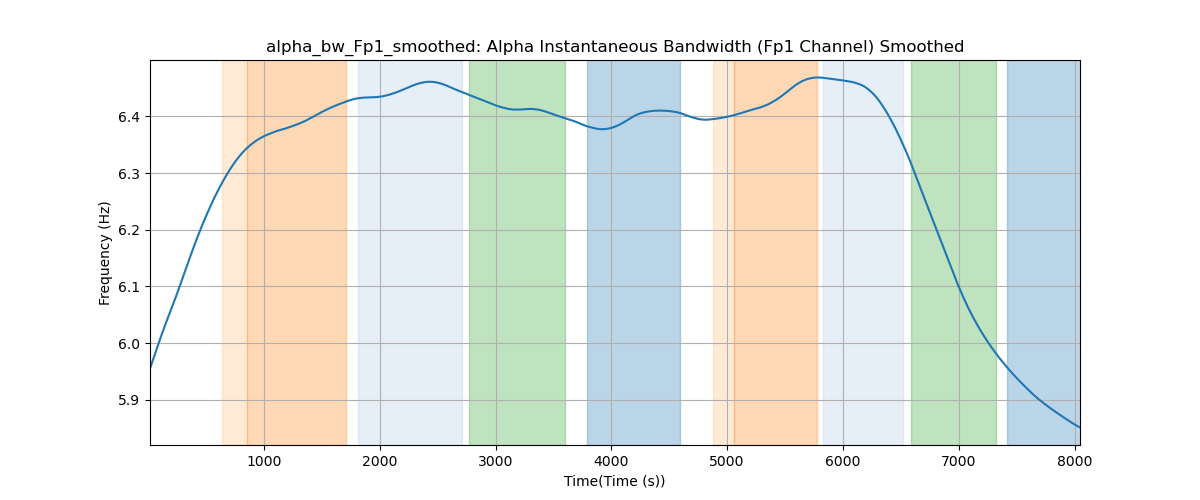 alpha_bw_Fp1_smoothed: Alpha Instantaneous Bandwidth (Fp1 Channel) Smoothed
Frequency (Hz)
6.4
6.3
6.2
6.1
6.0
5.9
1000 2000 3000 4000 5000 6000 7000 8000
Time(Time (s))